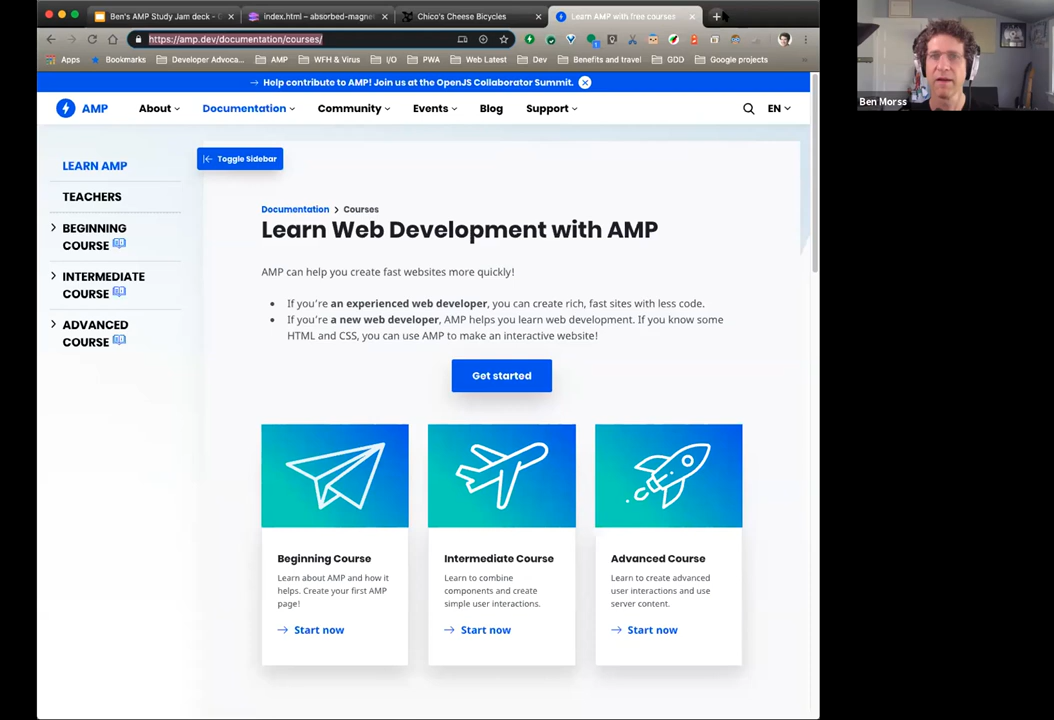 Ben's AMP Study Jam deck - G
index.html – absorbed-magnet
Chico's Cheese Bicycles
Learn AMP with free courses
https://amp.dev/documentation/courses/
Apps
Bookmarks
Developer Advoca...
AMP
WFH & Virus
I/O
PWA
Web Latest
Dev
Benefits and travel
GDD
Google projects
Help contribute to AMP! Join us at the OpenJS Collaborator Summit.
AMP
About
Documentation
Community
Events
Blog
Support
EN
Ben Morss
LEARN AMP
TEACHERS
BEGINNING
COURSE
INTERMEDIATE
COURSE
ADVANCED
COURSE
Toggle Sidebar
Documentation > Courses
Learn Web Development with AMP
AMP can help you create fast websites more quickly!
If you're an experienced web developer, you can create rich, fast sites with less code.
If you're a new web developer, AMP helps you learn web development. If you know some
HTML and CSS, you can use AMP to make an interactive website!
Get started
Beginning Course
Learn about AMP and how it
helps. Create your first AMP
page!
Start now
Intermediate Course
Learn to combine
components and create
simple user interactions.
Start now
Advanced Course
Learn to create advanced
user interactions and use
server content.
Start now